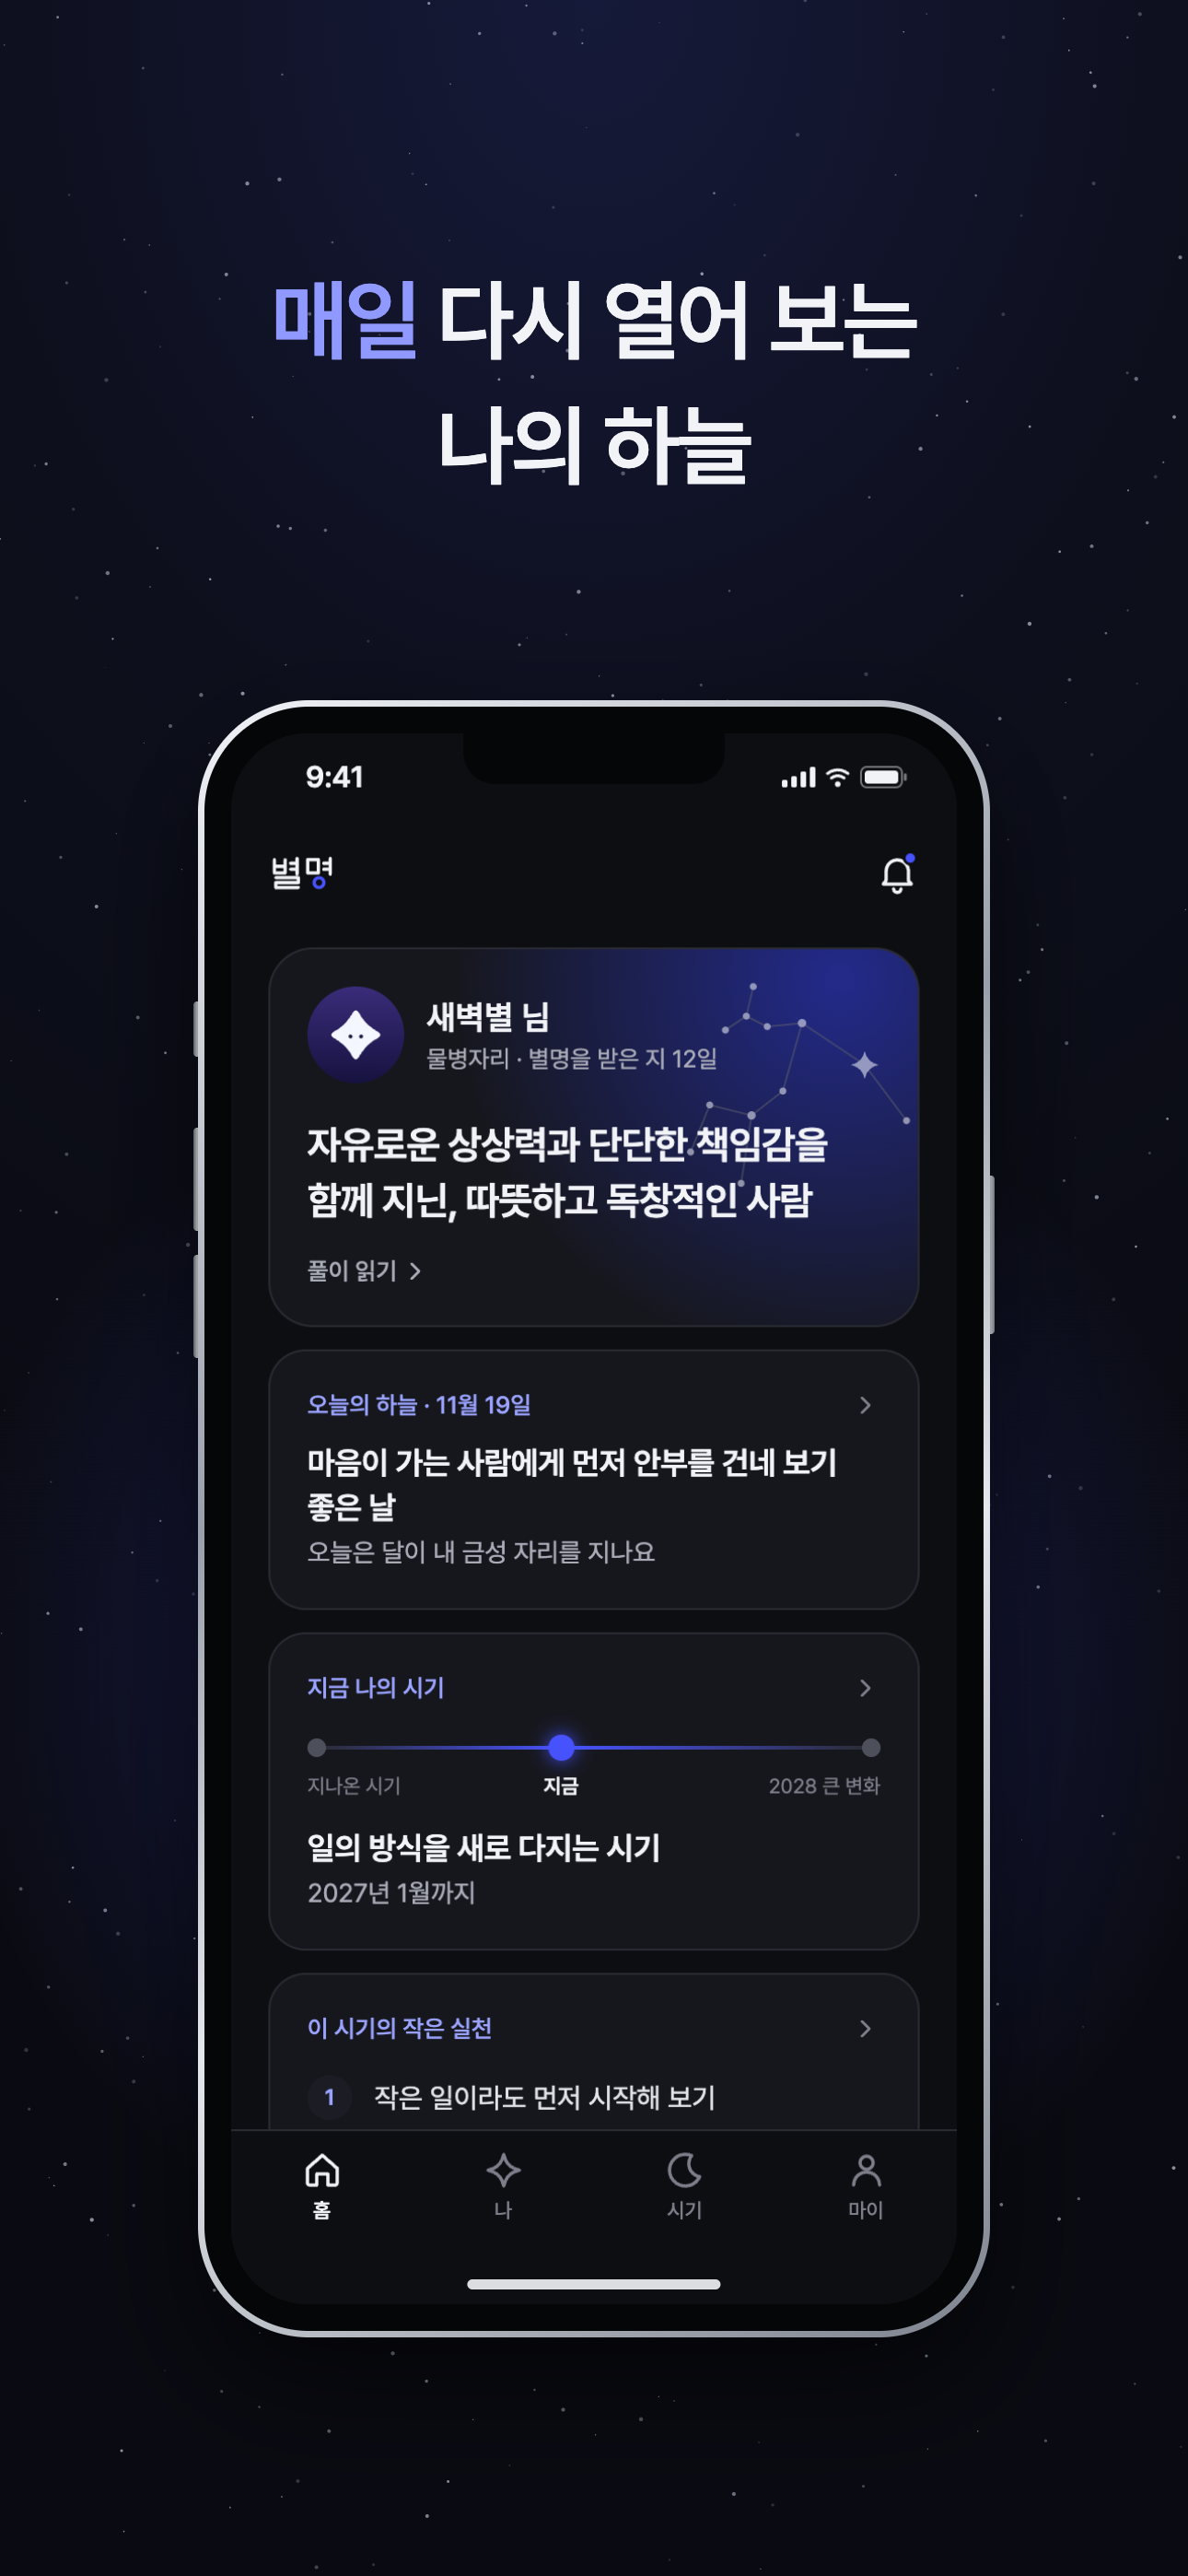 매일 다시 열어 보는
나의 하늘
9:41
별명
새벽별 님
물병자리 · 별명을 받은 지 12일
자유로운 상상력과 단단한 책임감을
함께 지닌, 따뜻하고 독창적인 사람
풀이 읽기
오늘의 하늘 · 11월 19일
마음이 가는 사람에게 먼저 안부를 건네 보기
좋은 날
오늘은 달이 내 금성 자리를 지나요
지금 나의 시기
지나온 시기 지금 2028 큰 변화
일의 방식을 새로 다지는 시기
2027년 1월까지
이 시기의 작은 실천
1 작은 일이라도 먼저 시작해 보기
홈 나 시기 마이